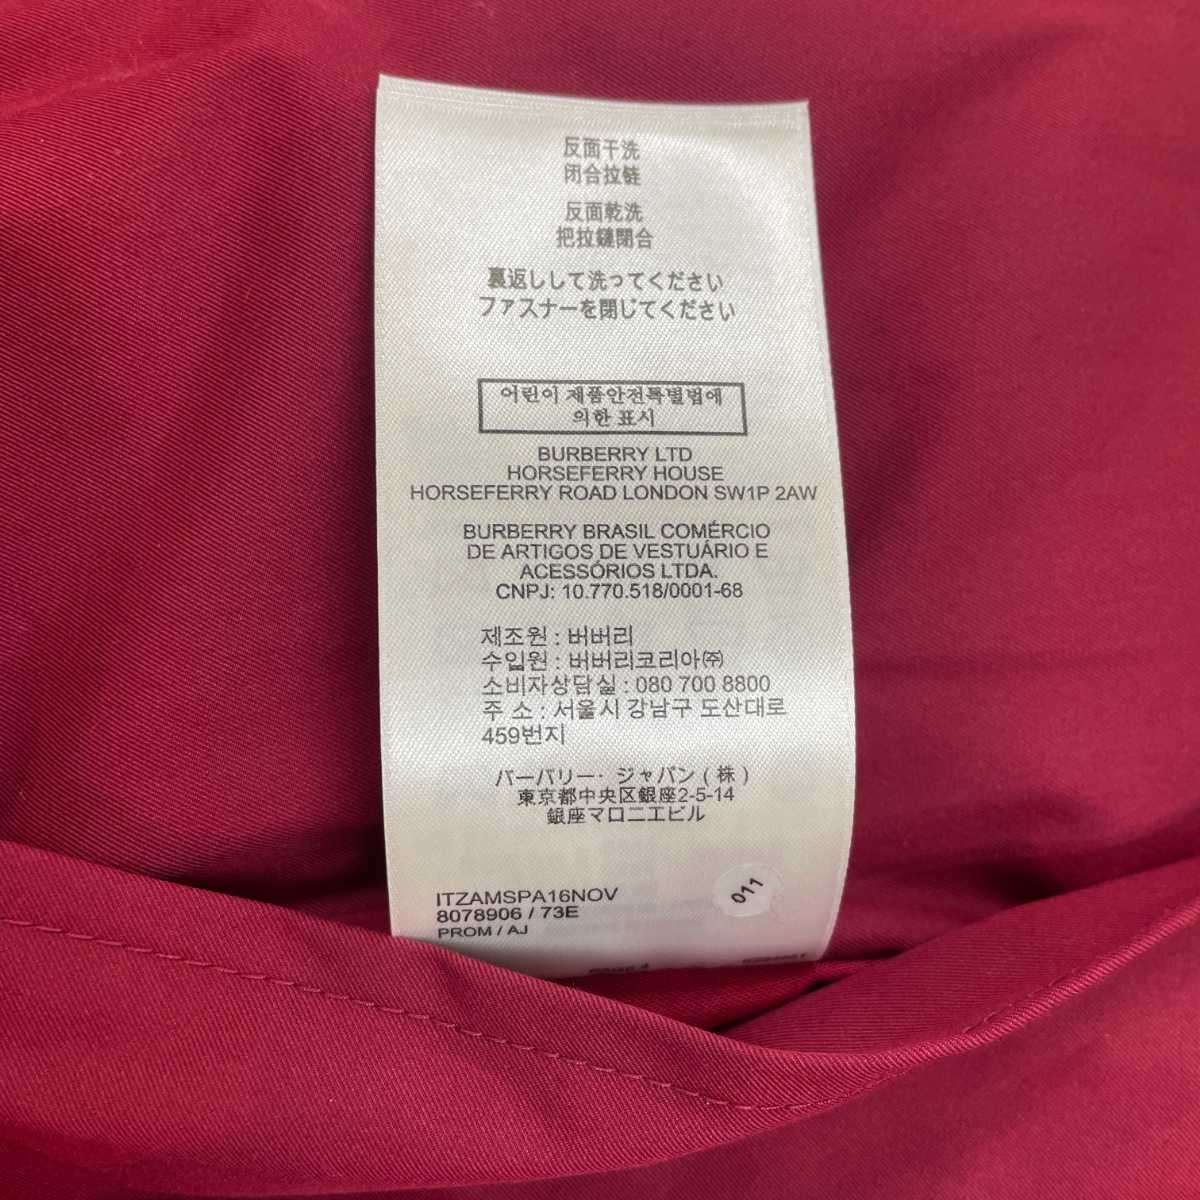 反面干洗
闭合拉链
反面乾洗
把拉鏈閉合
裏返しして洗ってください
ファスナーを閉じてください
어린이 제품안전특별법에
의한 표시
BURBERRY LTD
HORSEFERRY HOUSE
HORSEFERRY ROAD LONDON SW1P 2AW
BURBERRY BRASIL COMÉRCIO
DE ARTIGOS DE VESTUÁRIO E
ACESSÓRIOS LTDA.
CNPJ: 10.770.518/0001-68
제조원 : 버버리
수입원 : 버버리코리아㈜
소비자상담실 : 080 700 8800
주 소 : 서울시 강남구 도산대로
459번지
バーバリー・ジャパン（株）
東京都中央区銀座2-5-14
銀座マロニエビル
011
ITZAMSPA16NOV
8078906 / 73E
PROM / AJ